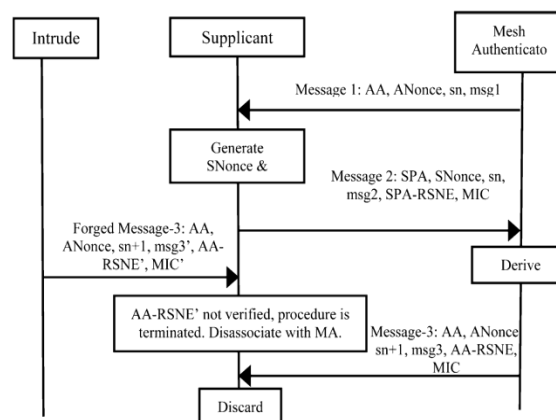 Intrude
Supplicant
Mesh
Authenticato
Message 1: AA, ANonce, sn, msg1
Generate
SNonce &
Message 2: SPA, SNonce, sn,
msg2, SPA-RSNE, MIC
Forged Message-3: AA,
ANonce, sn+1, msg3’, AA-
RSNE’, MIC’
Derive
AA-RSNE’ not verified, procedure is
terminated. Disassociate with MA.
Message-3: AA, ANonce
sn+1, msg3, AA-RSNE,
MIC
Discard